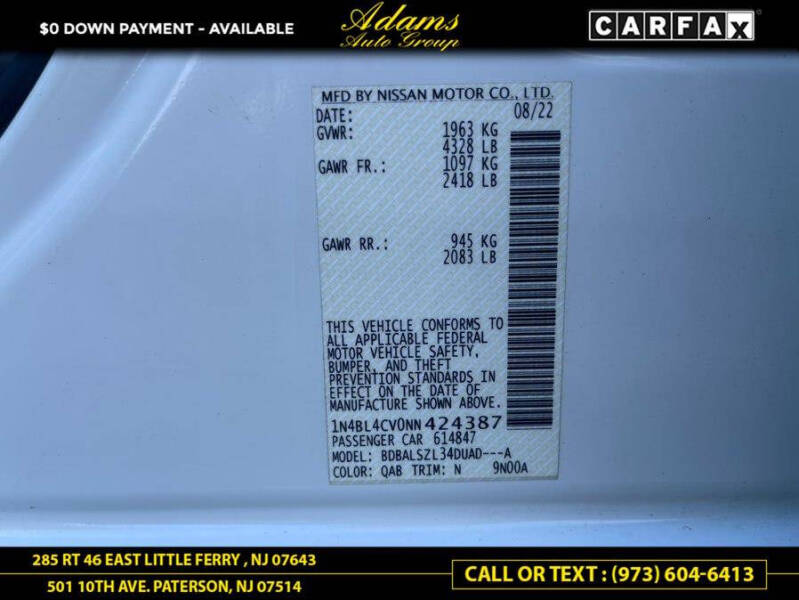 $0 DOWN PAYMENT - AVAILABLE
Adams
Auto Group
CARFAX
MFD BY NISSAN MOTOR CO., LTD.
DATE: 08/22
GVWR: 1963 KG
4328 LB
GAWR FR.: 1097 KG
2418 LB
GAWR RR.: 945 KG
2083 LB
THIS VEHICLE CONFORMS TO
ALL APPLICABLE FEDERAL
MOTOR VEHICLE SAFETY,
BUMPER, AND THEFT
PREVENTION STANDARDS IN
EFFECT ON THE DATE OF
MANUFACTURE SHOWN ABOVE.
1N4BL4CV0NN424387
PASSENGER CAR 614847
MODEL: BDBALSZL34DUAD---A
COLOR: QAB TRIM: N 9N00A
285 RT 46 EAST LITTLE FERRY , NJ 07643
501 10TH AVE. PATERSON, NJ 07514
CALL OR TEXT : (973) 604-6413